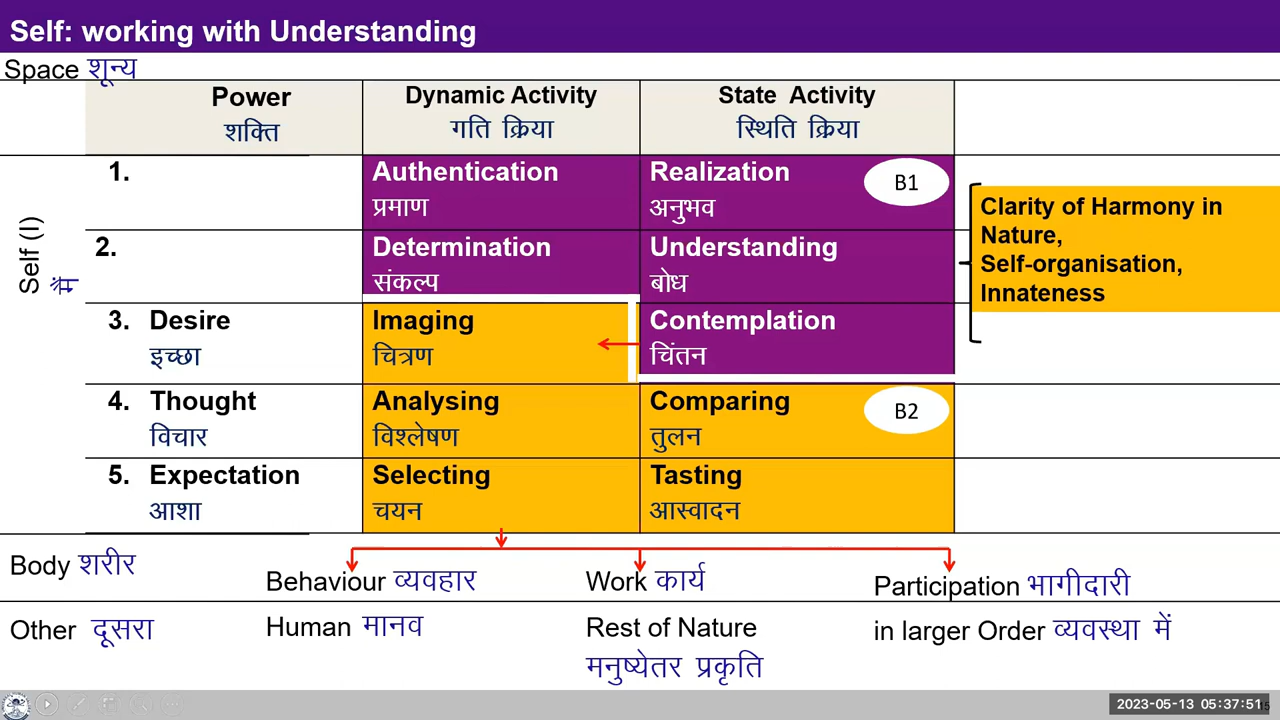 Self: working with Understanding
Space शून्य
Power
शक्ति
Dynamic Activity
गति क्रिया
State Activity
स्थिति क्रिया
Self (I)
मैं
1.
Authentication
प्रमाण
Realization
अनुभव
B1
2.
Determination
संकल्प
Understanding
बोध
Clarity of Harmony in
Nature,
Self-organisation,
Innateness
3. Desire
इच्छा
Imaging
चित्रण
Contemplation
चिंतन
4. Thought
विचार
Analysing
विश्लेषण
Comparing
तुलन
B2
5. Expectation
आशा
Selecting
चयन
Tasting
आस्वादन
Body शरीर
Behaviour व्यवहार
Work कार्य
Participation भागीदारी
Other दूसरा
Human मानव
Rest of Nature
मनुष्येतर प्रकृति
in larger Order व्यवस्था में
2023-05-13 05:37:51
15